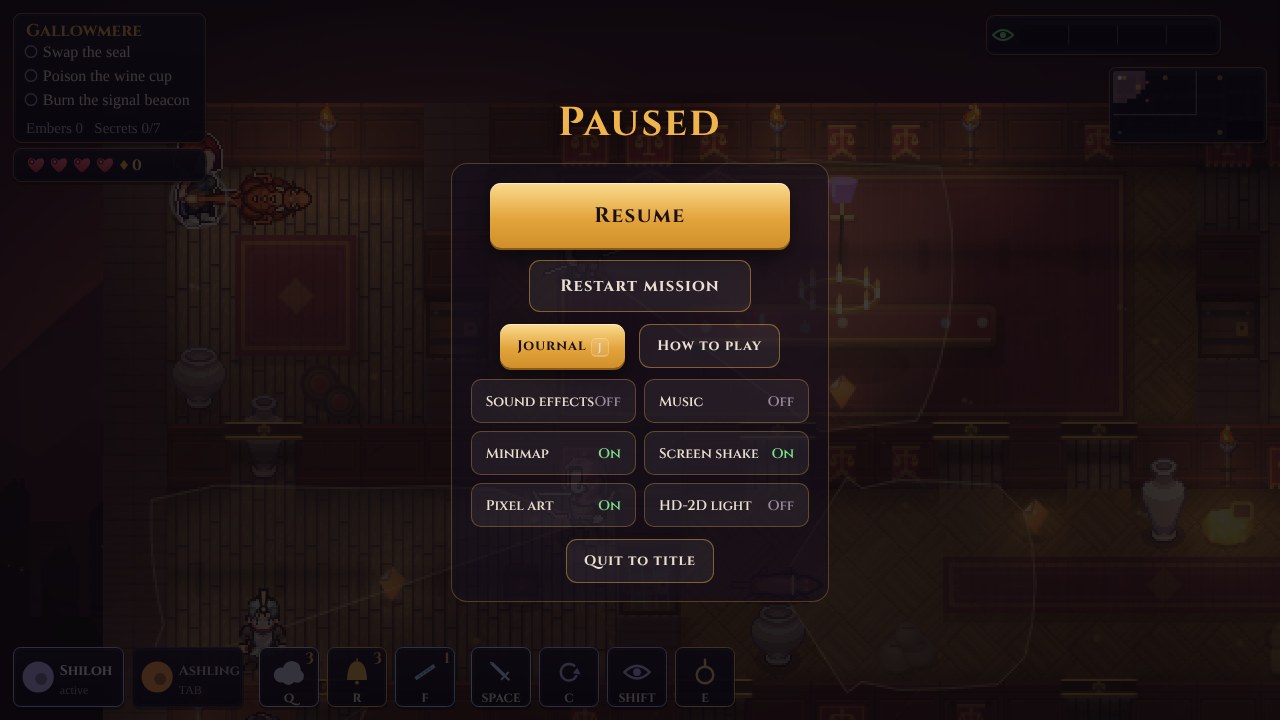 Gallowmere
Swap the seal
Poison the wine cup
Burn the signal beacon
Embers 0 Secrets 0/7
0
Paused
Resume
Restart mission
Journal J
How to play
Sound effects Off
Music Off
Minimap On
Screen shake On
Pixel art On
HD-2D light Off
Quit to title
Shiloh
active
Ashling
TAB
3
Q
3
R
1
F
SPACE
C
SHIFT
E